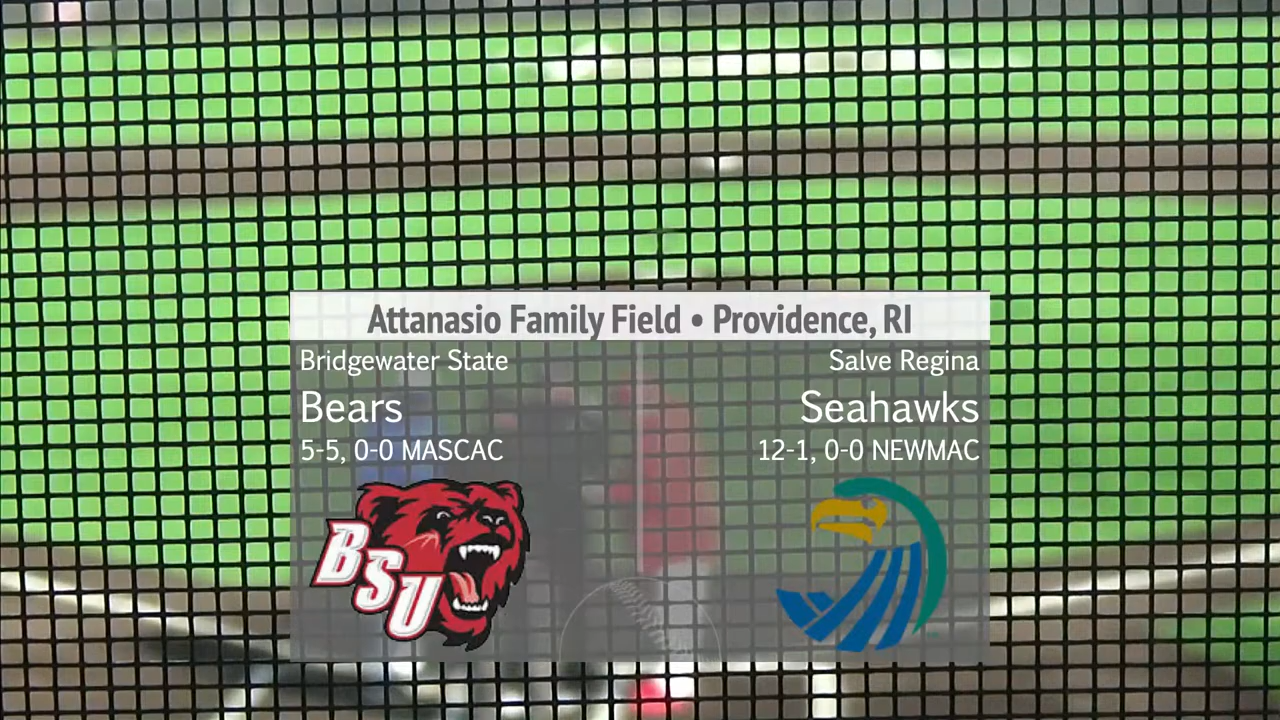 Attanasio Family Field • Providence, RI
Bridgewater State
Salve Regina
Bears
Seahawks
5-5, 0-0 MASCAC
12-1, 0-0 NEWMAC
BSU